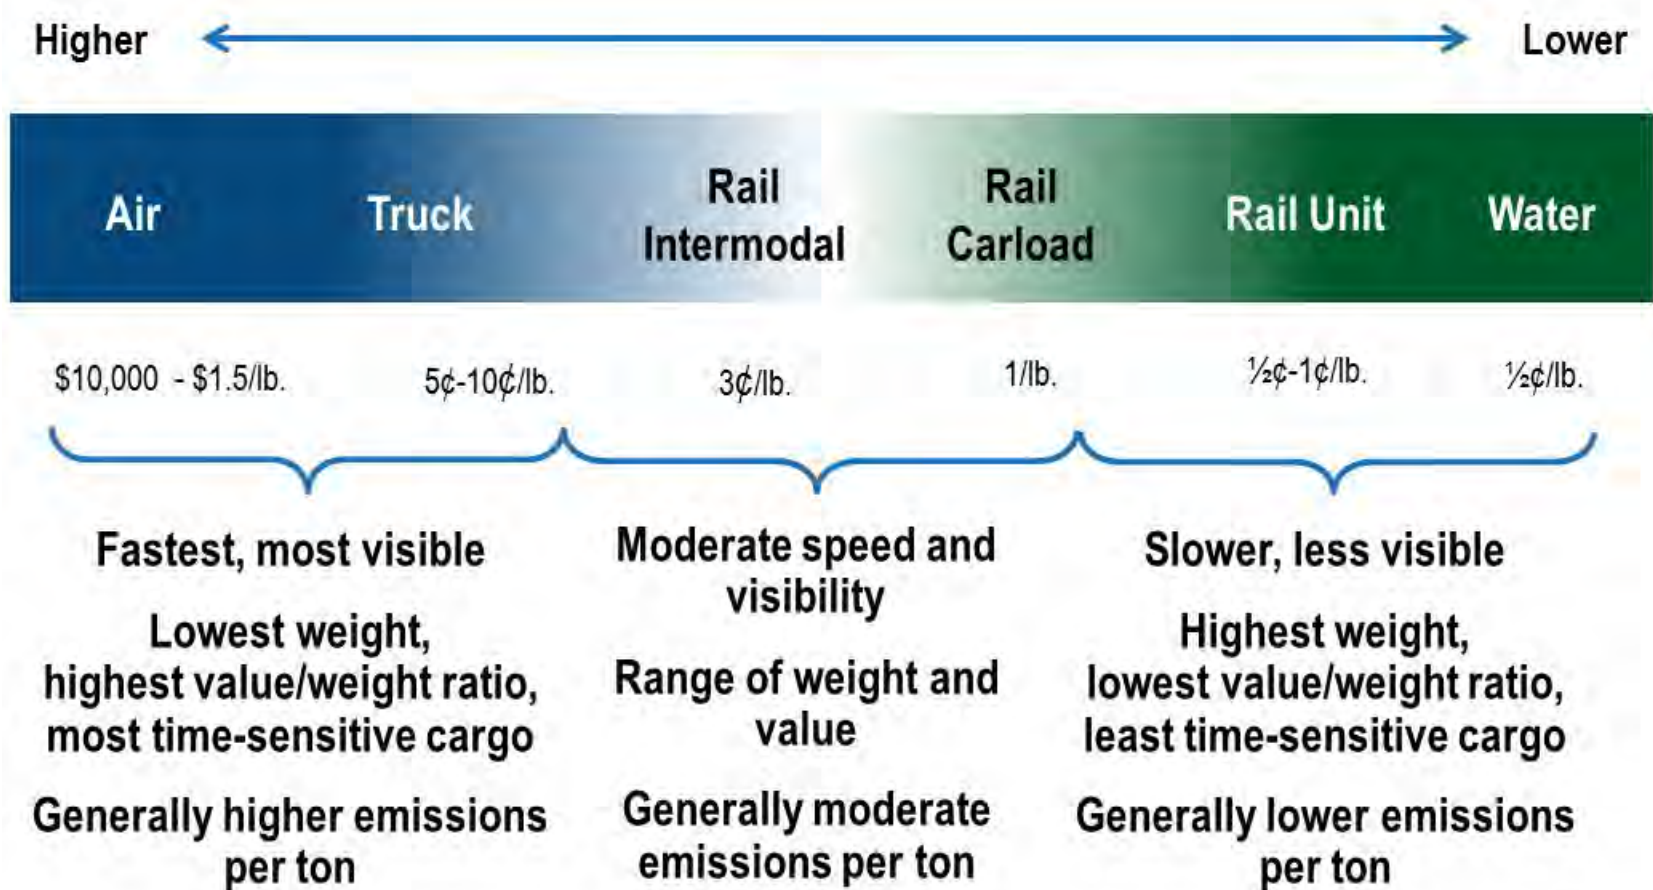 Higher
Lower
Air
Truck
Rail
Intermodal
Rail
Carload
Rail Unit
Water
$10,000 - $1.5/lb.
5¢-10¢/lb.
3¢/lb.
1/lb.
½¢-1¢/lb.
½¢/lb.
Fastest, most visible
Lowest weight,
highest value/weight ratio,
most time-sensitive cargo
Generally higher emissions
per ton
Moderate speed and
visibility
Range of weight and
value
Generally moderate
emissions per ton
Slower, less visible
Highest weight,
lowest value/weight ratio,
least time-sensitive cargo
Generally lower emissions
per ton